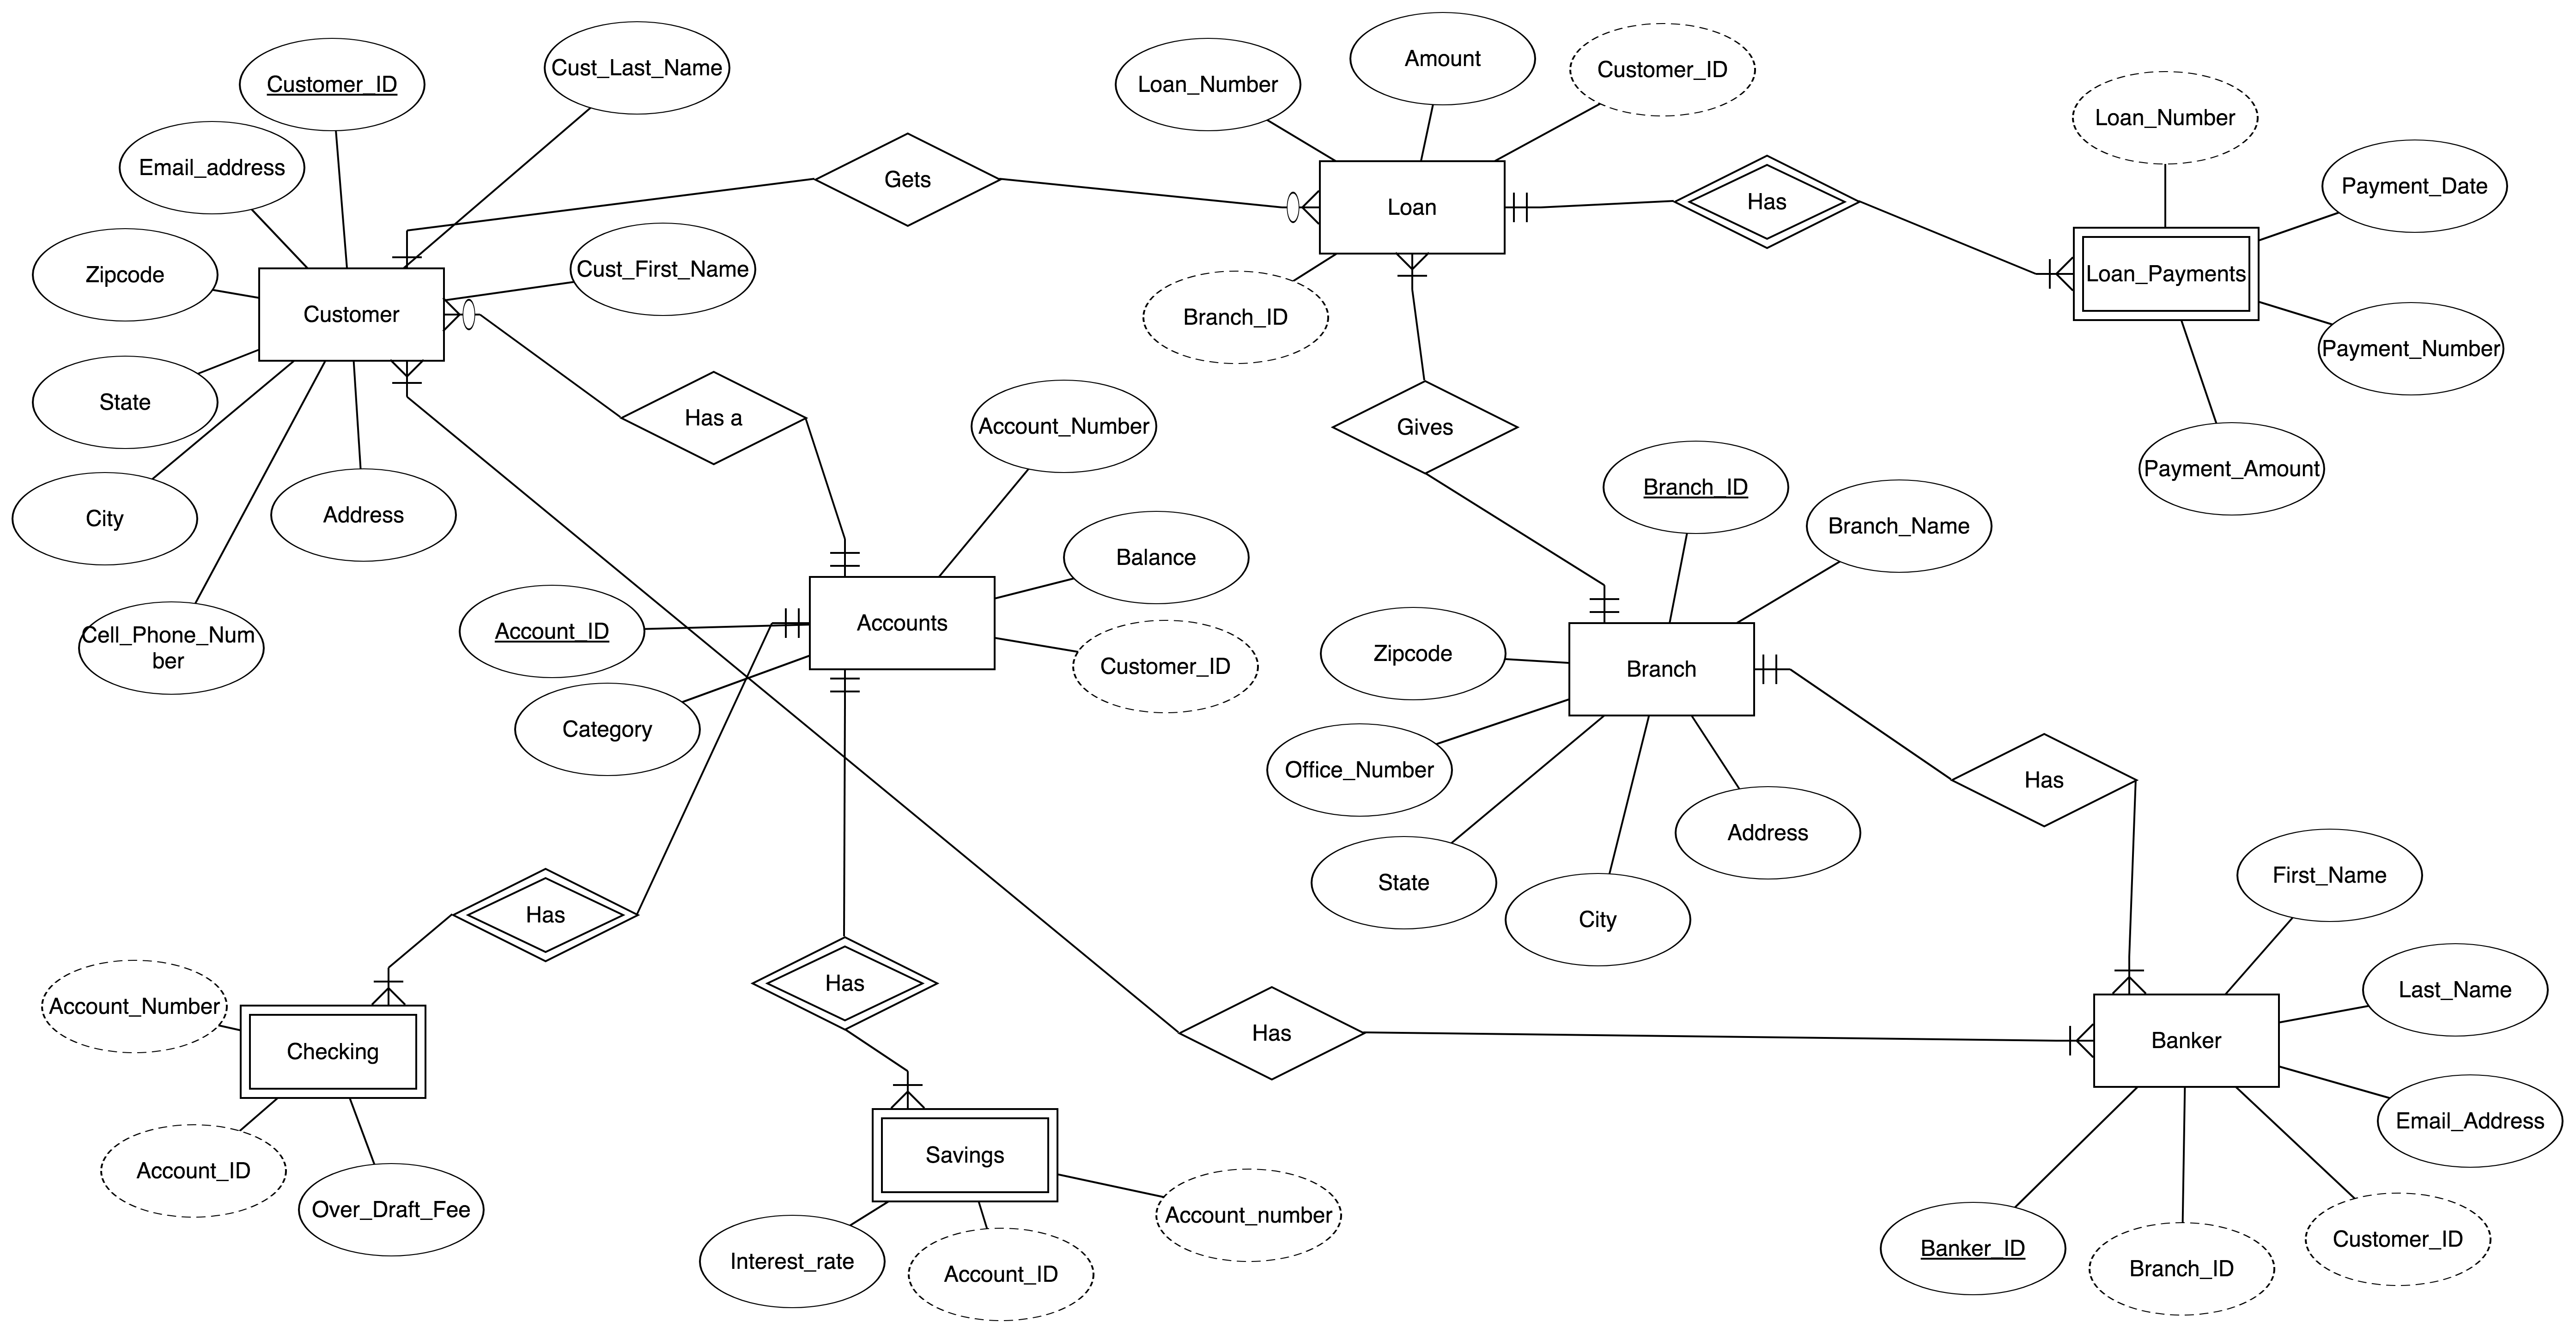 Customer_ID
Cust_Last_Name
Email_address
Zipcode
Cust_First_Name
Customer
State
City
Address
Cell_Phone_Num
ber
Gets
Has a
Loan_Number
Amount
Customer_ID
Loan
Branch_ID
Has
Loan_Number
Payment_Date
Loan_Payments
Payment_Number
Payment_Amount
Gives
Account_Number
Balance
Account_ID
Accounts
Customer_ID
Category
Branch_ID
Branch_Name
Zipcode
Branch
Office_Number
State
City
Address
Has
Has
Account_Number
Checking
Account_ID
Over_Draft_Fee
Has
Savings
Interest_rate
Account_ID
Account_number
Has
First_Name
Last_Name
Banker
Email_Address
Banker_ID
Branch_ID
Customer_ID